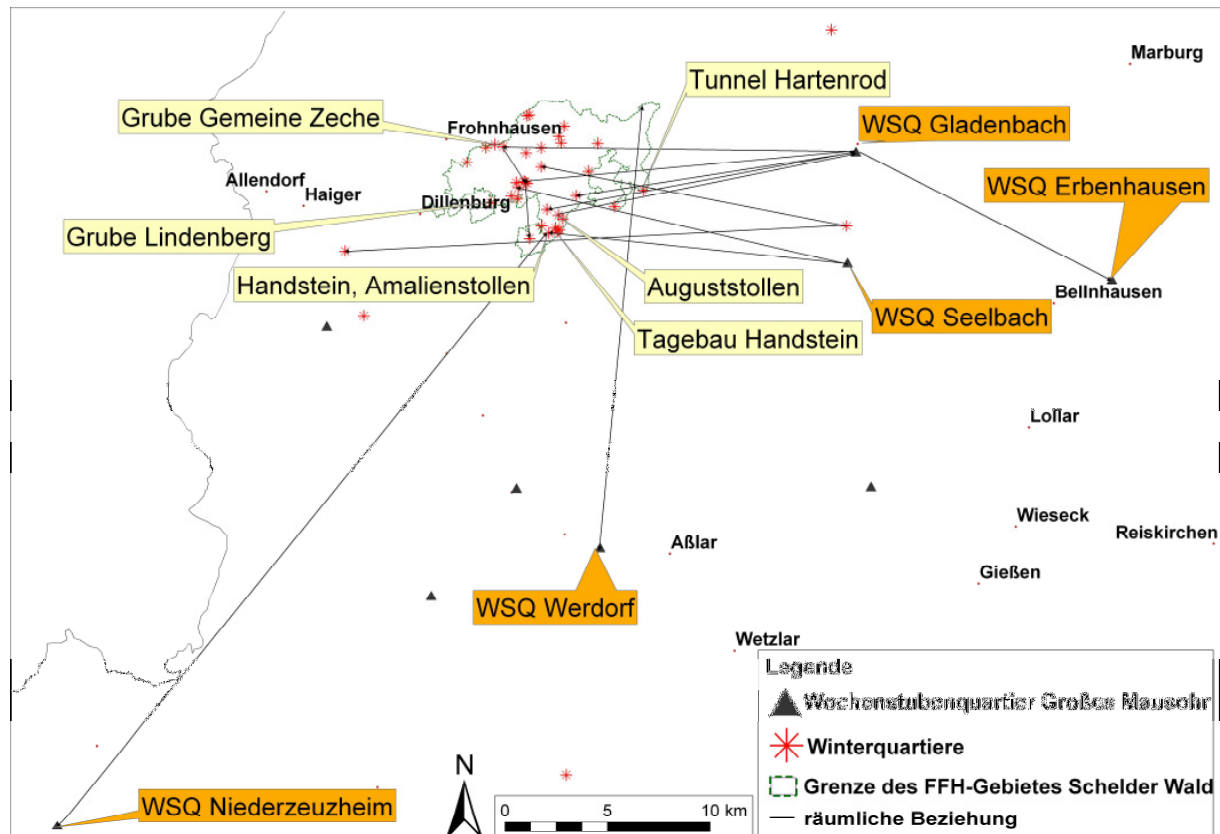 Marburg
Tunnel Hartenrod
Grube Gemeine Zeche
Frohnhausen
WSQ Gladenbach
Allendorf
Haiger
Dillenburg
WSQ Erbenhausen
Grube Lindenberg
Handstein, Amalienstollen
Auguststollen
Bellnhausen
WSQ Seelbach
Tagebau Handstein
Lollar
Wieseck
Reiskirchen
Aßlar
Gießen
WSQ Werdorf
Wetzlar
Legende
Wochenstubenquartier Großes Mausohr
Winterquartiere
Grenze des FFH-Gebietes Schelder Wald
räumliche Beziehung
WSQ Niederzeuzheim
N
0 5 10 km